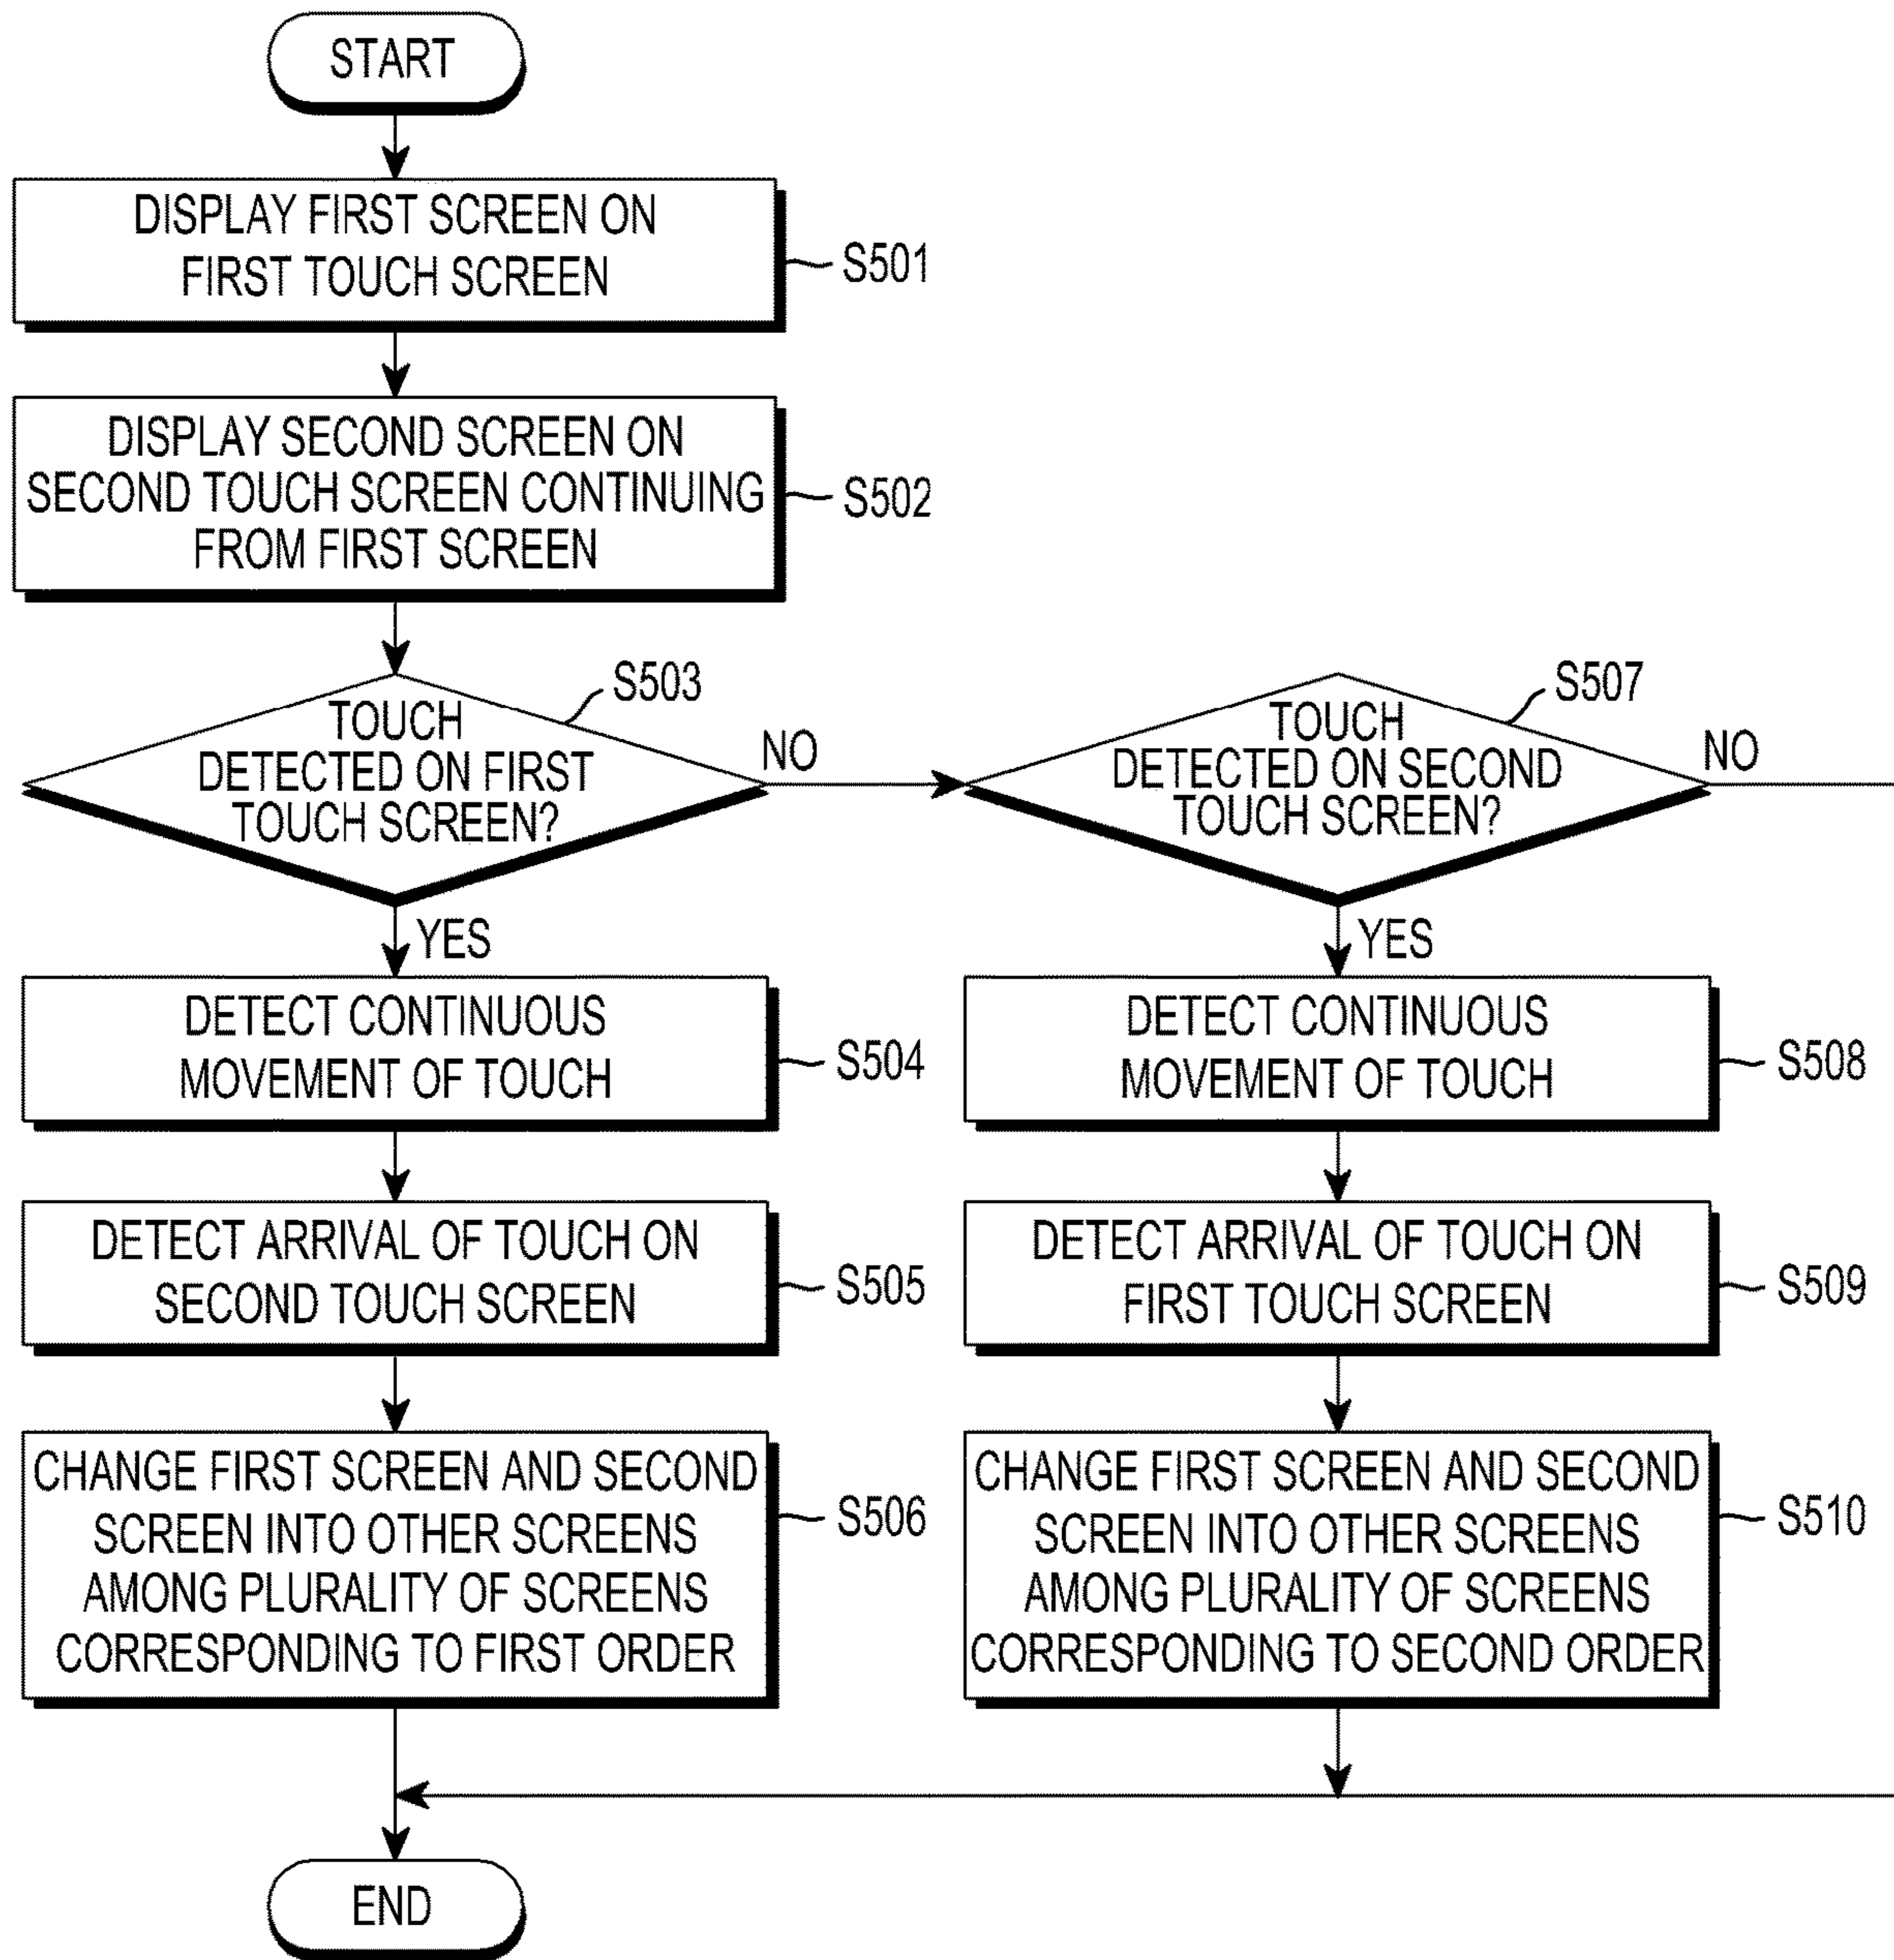 START
DISPLAY FIRST SCREEN ON
FIRST TOUCH SCREEN
S501
DISPLAY SECOND SCREEN ON
SECOND TOUCH SCREEN CONTINUING
FROM FIRST SCREEN
S502
S503
TOUCH
DETECTED ON FIRST
TOUCH SCREEN?
NO
YES
S507
TOUCH
DETECTED ON SECOND
TOUCH SCREEN?
NO
YES
DETECT CONTINUOUS
MOVEMENT OF TOUCH
S504
DETECT CONTINUOUS
MOVEMENT OF TOUCH
S508
DETECT ARRIVAL OF TOUCH ON
SECOND TOUCH SCREEN
S505
DETECT ARRIVAL OF TOUCH ON
FIRST TOUCH SCREEN
S509
CHANGE FIRST SCREEN AND SECOND
SCREEN INTO OTHER SCREENS
AMONG PLURALITY OF SCREENS
CORRESPONDING TO FIRST ORDER
S506
CHANGE FIRST SCREEN AND SECOND
SCREEN INTO OTHER SCREENS
AMONG PLURALITY OF SCREENS
CORRESPONDING TO SECOND ORDER
S510
END